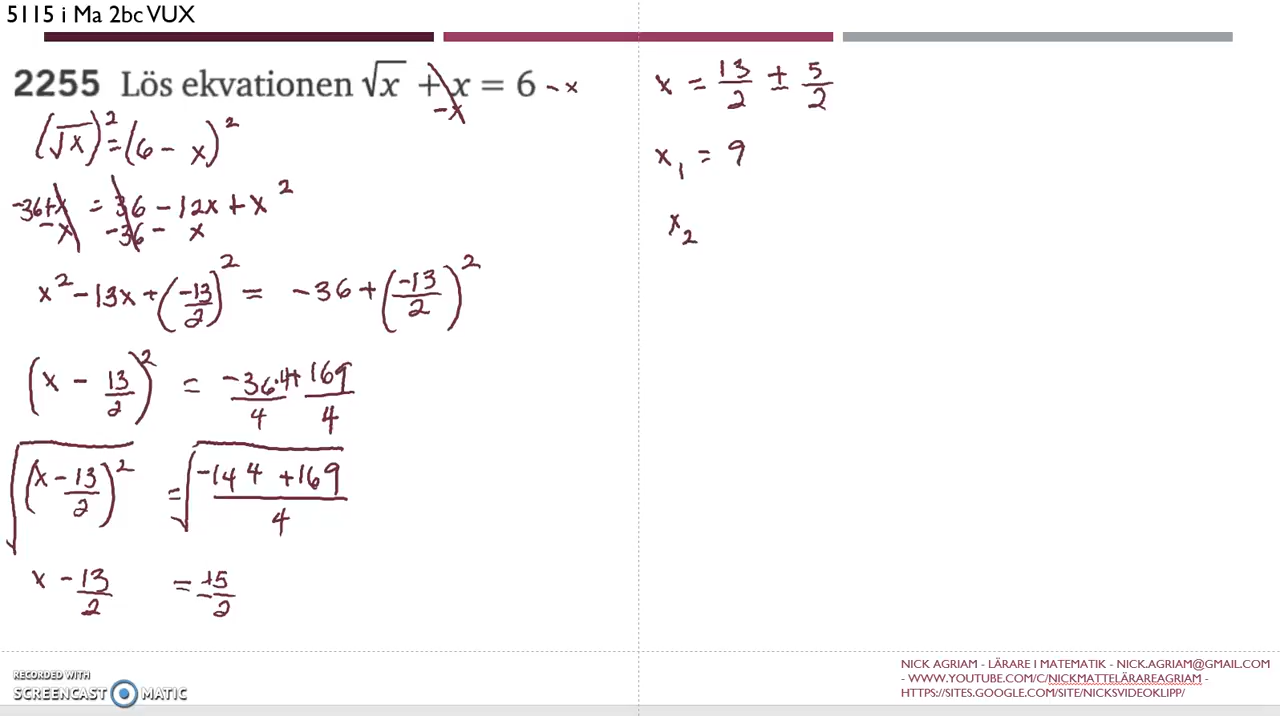 5115 i Ma 2bc VUX
2255 Lös ekvationen √x + x = 6 - x
-x
(√x)² = (6 - x)²
-36+x = 36 - 12x + x²
-x -36 - x
x² - 13x + (-13/2)² = -36 + (-13/2)²
(x - 13/2)² = -36·4/4 + 169/4
√(x - 13/2)² = √(-144 + 169)/4
x - 13/2 = ±5/2
x = 13/2 ± 5/2
x₁ = 9
x₂
RECORDED WITH
SCREENCAST MATIC
NICK AGRIAM - LÄRARE I MATEMATIK - NICK.AGRIAM@GMAIL.COM
- WWW.YOUTUBE.COM/C/NICKMATTELÄRAREAGRIAM -
HTTPS://SITES.GOOGLE.COM/SITE/NICKSVIDEOKLIPP/